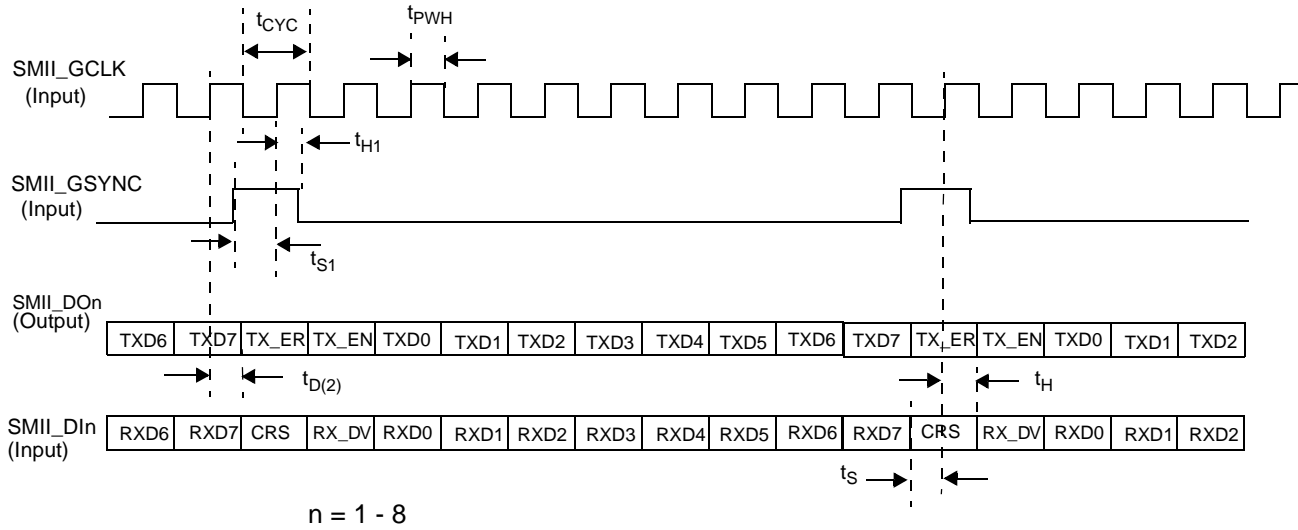 tCYC
tPWH
SMII_GCLK
(Input)
tH1
SMII_GSYNC
(Input)
tS1
SMII_DOn
(Output)
TXD6 TXD7 TX_ER TX_EN TXD0 TXD1 TXD2 TXD3 TXD4 TXD5 TXD6 TXD7 TX_ER TX_EN TXD0 TXD1 TXD2
tD(2)
tH
SMII_DIn
(Input)
RXD6 RXD7 CRS RX_DV RXD0 RXD1 RXD2 RXD3 RXD4 RXD5 RXD6 RXD7 CRS RX_DV RXD0 RXD1 RXD2
tS
n = 1 - 8